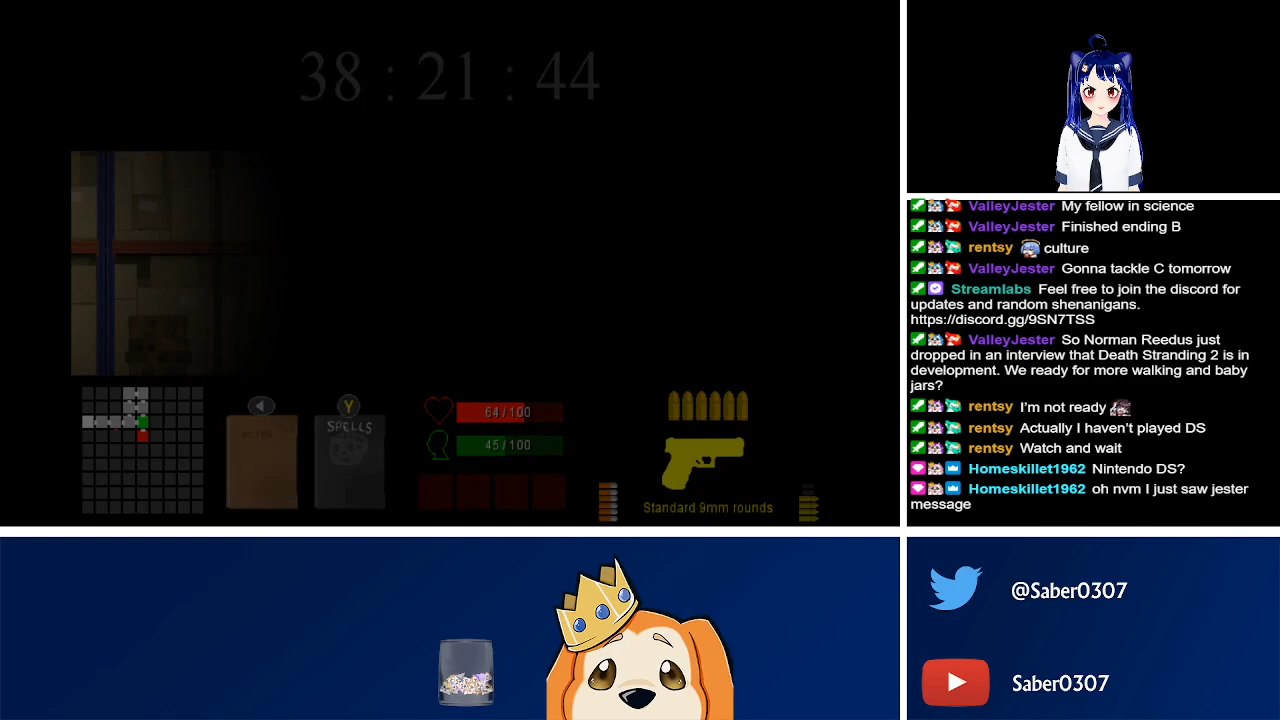 38 : 21 : 44
NOTES
Y
SPELLS
64 / 100
45 / 100
Standard 9mm rounds
ValleyJester My fellow in science
ValleyJester Finished ending B
rentsy culture
ValleyJester Gonna tackle C tomorrow
Streamlabs Feel free to join the discord for
updates and random shenanigans.
https://discord.gg/9SN7TSS
ValleyJester So Norman Reedus just
dropped in an interview that Death Stranding 2 is in
development. We ready for more walking and baby
jars?
rentsy I'm not ready
rentsy Actually I haven't played DS
rentsy Watch and wait
Homeskillet1962 Nintendo DS?
Homeskillet1962 oh nvm I just saw jester
message
@Saber0307
Saber0307